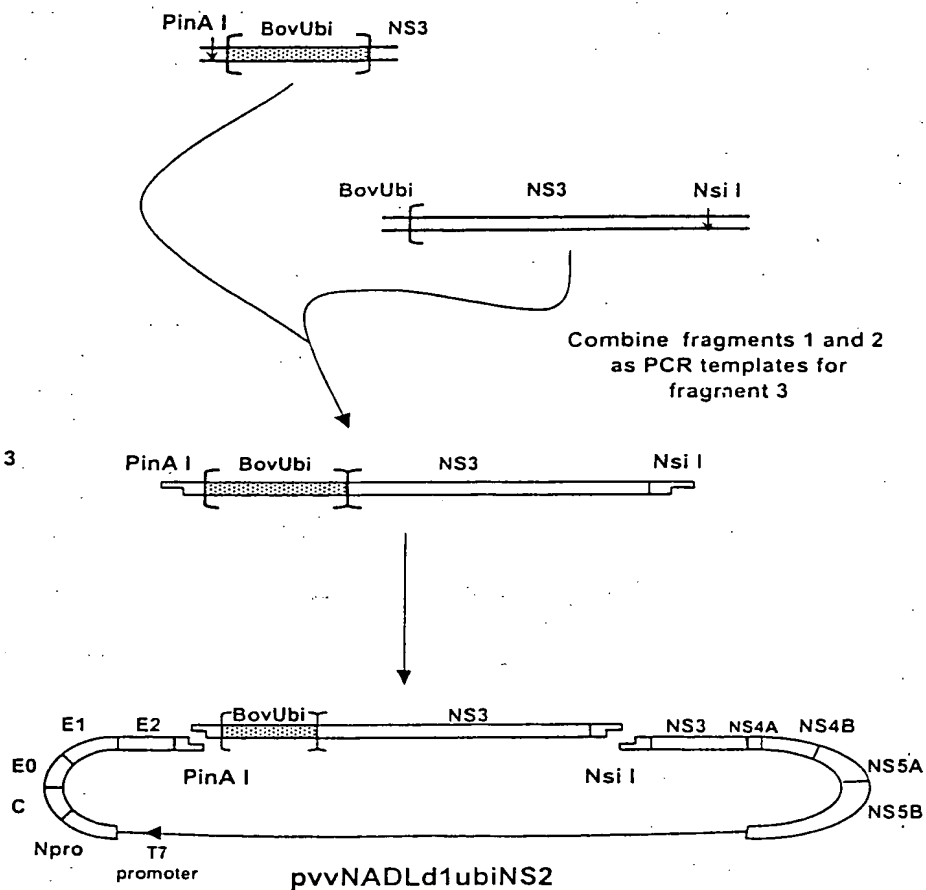 PinA I BovUbi NS3
BovUbi NS3 Nsi I
Combine fragments 1 and 2
as PCR templates for
fragment 3
3
PinA I BovUbi NS3 Nsi I
E1 E2 BovUbi NS3 NS3 NS4A NS4B
E0 PinA I Nsi I NS5A
C NS5B
Npro T7
promoter
pvvNADLd1ubiNS2